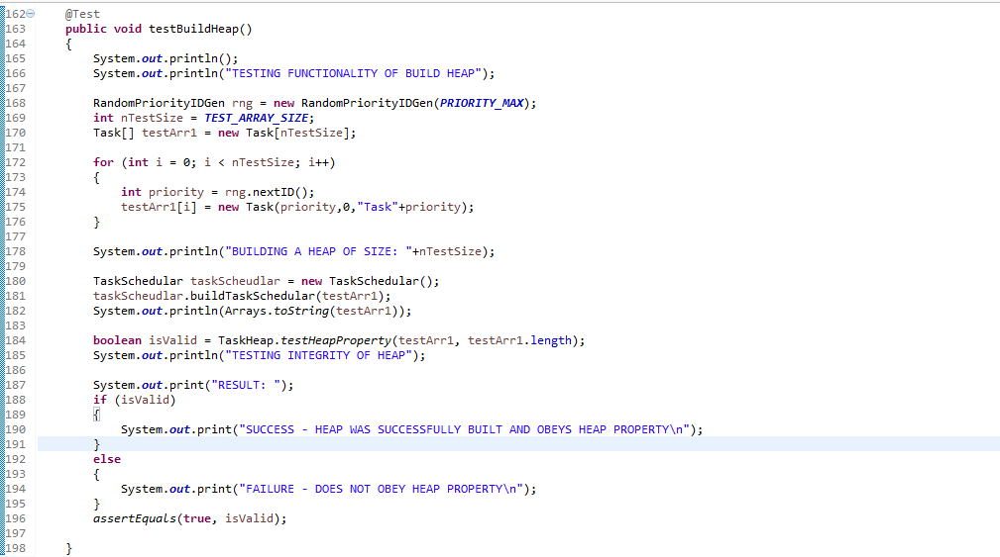 162 @Test
163 public void testBuildHeap()
164 {
165 System.out.println();
166 System.out.println("TESTING FUNCTIONALITY OF BUILD HEAP");
167
168 RandomPriorityIDGen rng = new RandomPriorityIDGen(PRIORITY_MAX);
169 int nTestSize = TEST_ARRAY_SIZE;
170 Task[] testArr1 = new Task[nTestSize];
171
172 for (int i = 0; i < nTestSize; i++)
173 {
174 int priority = rng.nextID();
175 testArr1[i] = new Task(priority,0,"Task"+priority);
176 }
177
178 System.out.println("BUILDING A HEAP OF SIZE: "+nTestSize);
179
180 TaskSchedular taskScheudlar = new TaskSchedular();
181 taskScheudlar.buildTaskSchedular(testArr1);
182 System.out.println(Arrays.toString(testArr1));
183
184 boolean isValid = TaskHeap.testHeapProperty(testArr1, testArr1.length);
185 System.out.println("TESTING INTEGRITY OF HEAP");
186
187 System.out.print("RESULT: ");
188 if (isValid)
189 {
190 System.out.print("SUCCESS - HEAP WAS SUCCESSFULLY BUILT AND OBEYS HEAP PROPERTY\n");
191 }
192 else
193 {
194 System.out.print("FAILURE - DOES NOT OBEY HEAP PROPERTY\n");
195 }
196 assertEquals(true, isValid);
197
198 }